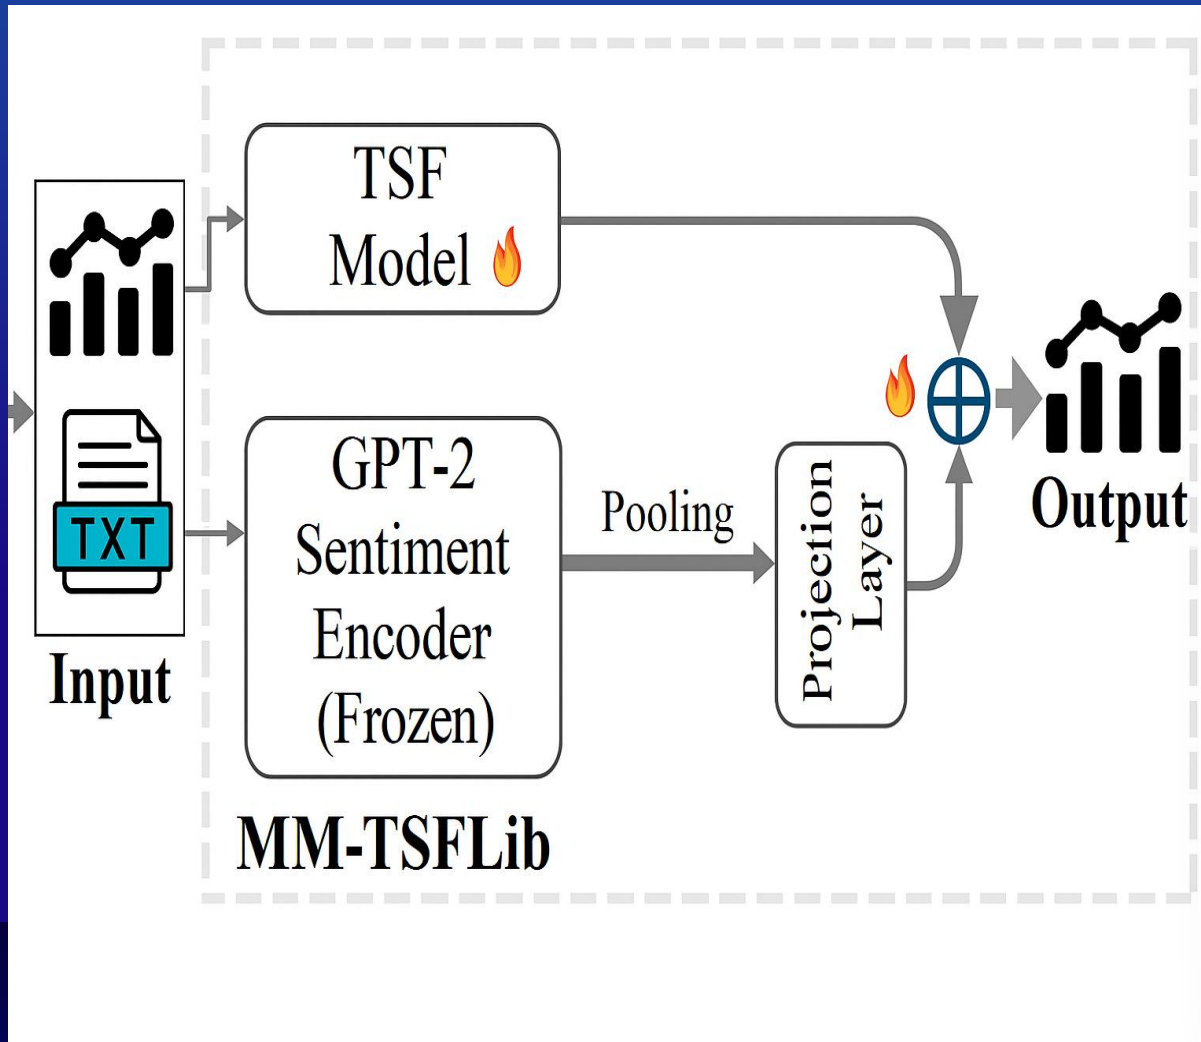 TSF
Model
TXT
Input
GPT-2
Sentiment
Encoder
(Frozen)
Pooling
Projection
Layer
Output
MM-TSFLib